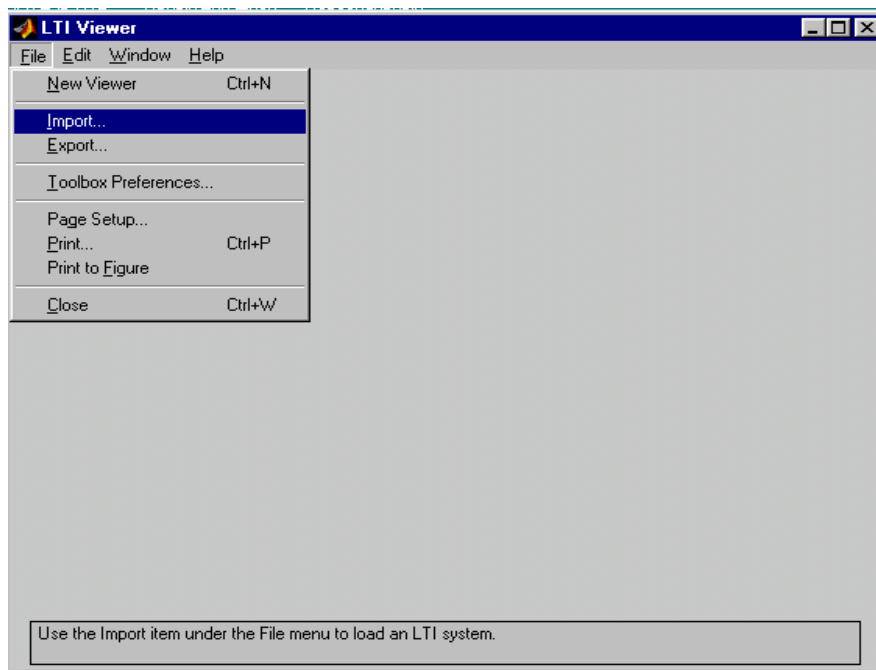 LTI Viewer
File Edit Window Help
New Viewer Ctrl+N
Import...
Export...
Toolbox Preferences...
Page Setup...
Print... Ctrl+P
Print to Figure
Close Ctrl+W
Use the Import item under the File menu to load an LTI system.